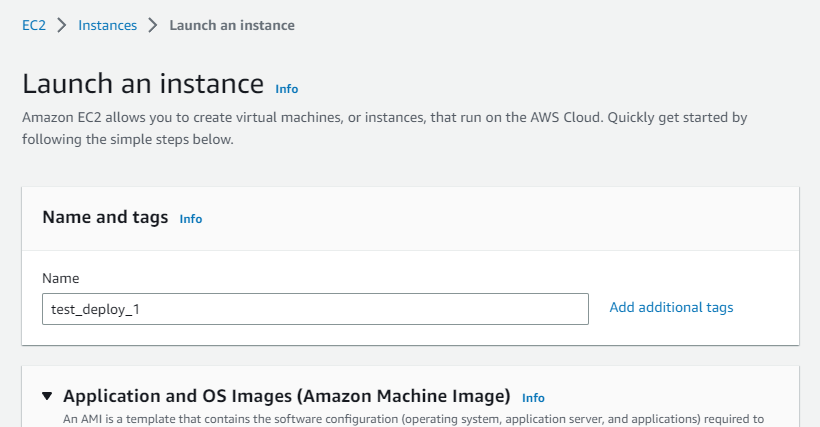 EC2 > Instances > Launch an instance
Launch an instance Info
Amazon EC2 allows you to create virtual machines, or instances, that run on the AWS Cloud. Quickly get started by
following the simple steps below.
Name and tags Info
Name
test_deploy_1 Add additional tags
Application and OS Images (Amazon Machine Image) Info
An AMI is a template that contains the software configuration (operating system, application server, and applications) required to